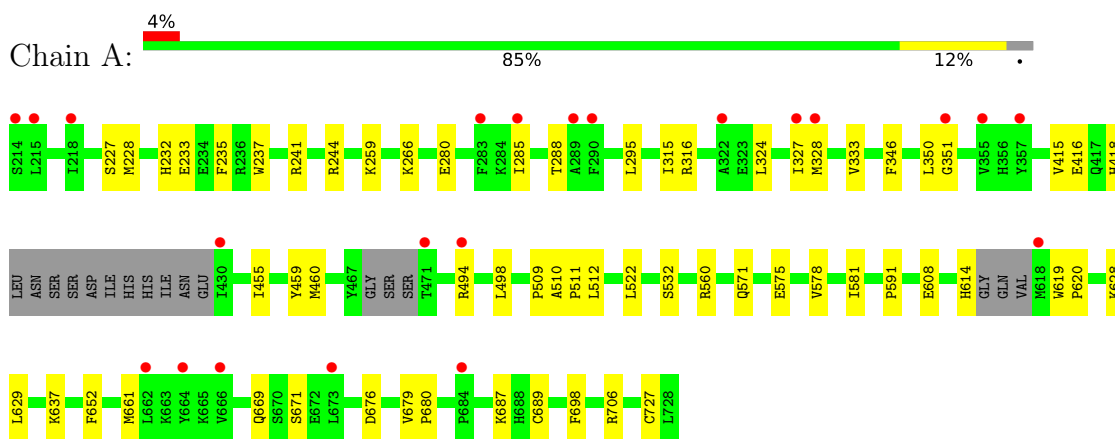 4%
Chain A:
85% 12% •
S214 L215 I218 S227 M228 H232 E233 E234 F235 R236 W237 R241 R244 K259 K266 E280 F283 K284 I285 T288 A289 F290 L295 I315 R316 A322 E323 L324 I327 M328 V333 F346 L350 G351 V355 H356 Y357 V415 E416 Q417 H418
LEU ASN SER SER ASP ILE HIS HIS ILE ASN GLU I430 I455 Y459 M460 Y467 GLY SER SER T471 R494 L498 P509 A510 P511 L512 L522 S532 R560 Q571 E575 V578 I581 P591 E608 H614 GLY GLN VAL M618 W619 P620 K628
L629 K637 F652 M661 L662 K663 Y664 K665 V666 Q669 S670 S671 E672 L673 D676 V679 P680 P684 K687 H688 C689 F698 R706 C727 L728